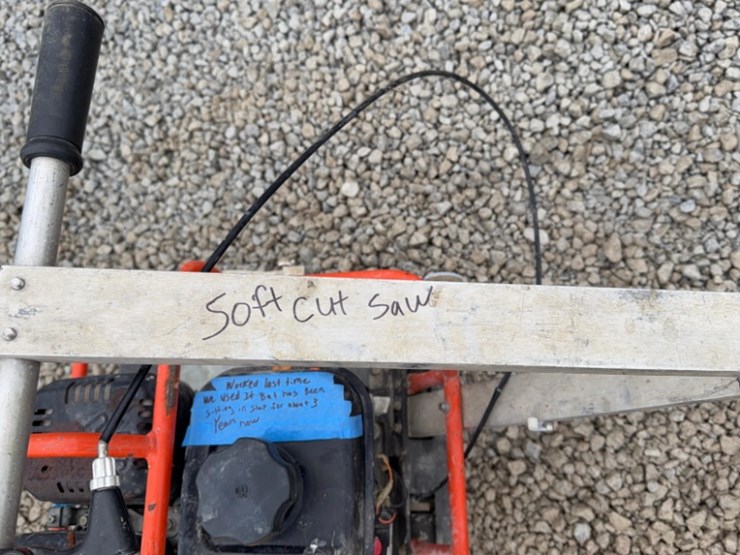 Soft cut Saw
Worked last time
we used It But has Been
sitting in shop for about 3
Years now